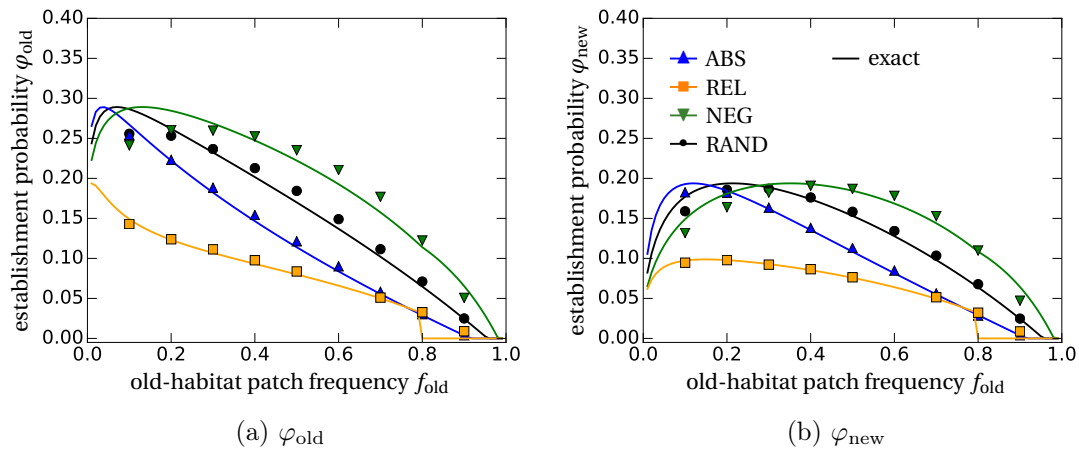 0.40
0.35
0.30
0.25
0.20
0.15
0.10
0.05
0.00
establishment probability φold
0.0 0.2 0.4 0.6 0.8 1.0
old-habitat patch frequency fold
(a) φold
0.40
0.35
0.30
0.25
0.20
0.15
0.10
0.05
0.00
establishment probability φnew
ABS
REL
NEG
RAND
exact
0.0 0.2 0.4 0.6 0.8 1.0
old-habitat patch frequency fold
(b) φnew